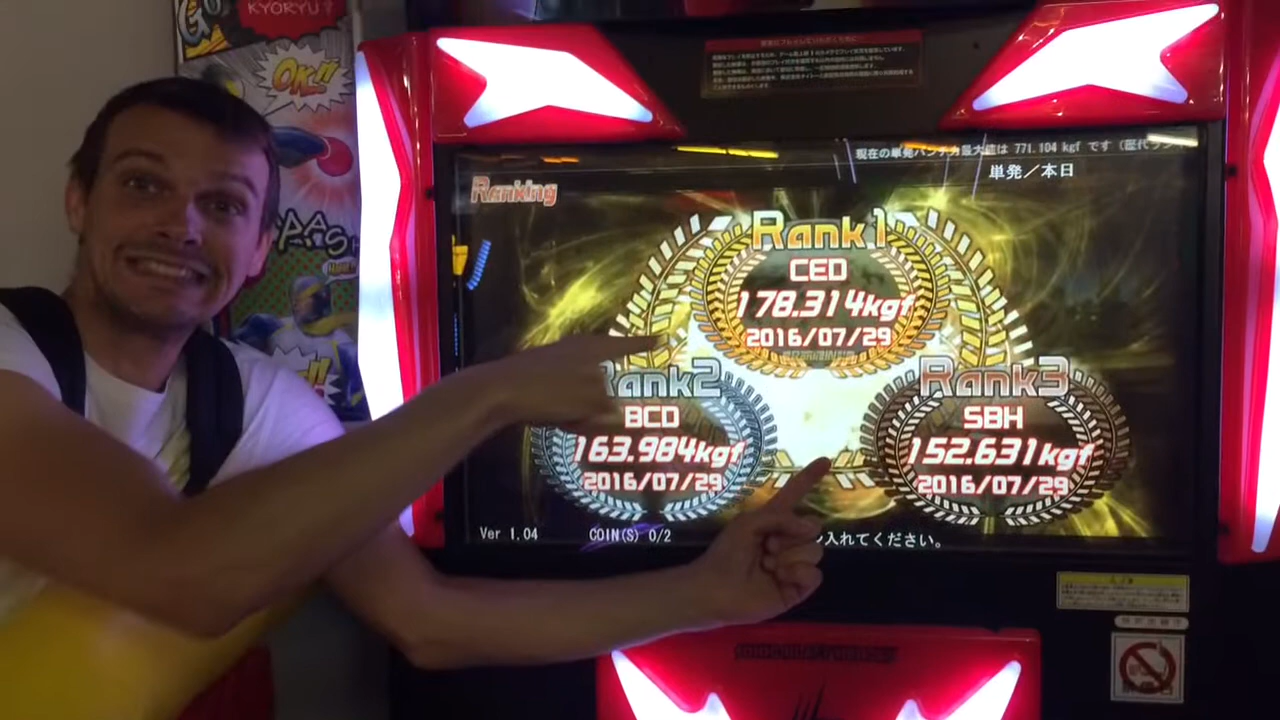 GO
KYORYU
OK!!
現在の単発パンチ力最大値は 771.104 kgf です
単発／本日
Ranking
Rank1
CED
178.314kgf
2016/07/29
Rank2
BCD
163.984kgf
2016/07/29
Rank3
SBH
152.631kgf
2016/07/29
Ver 1.04
COIN(S) 0/2
入れてください。